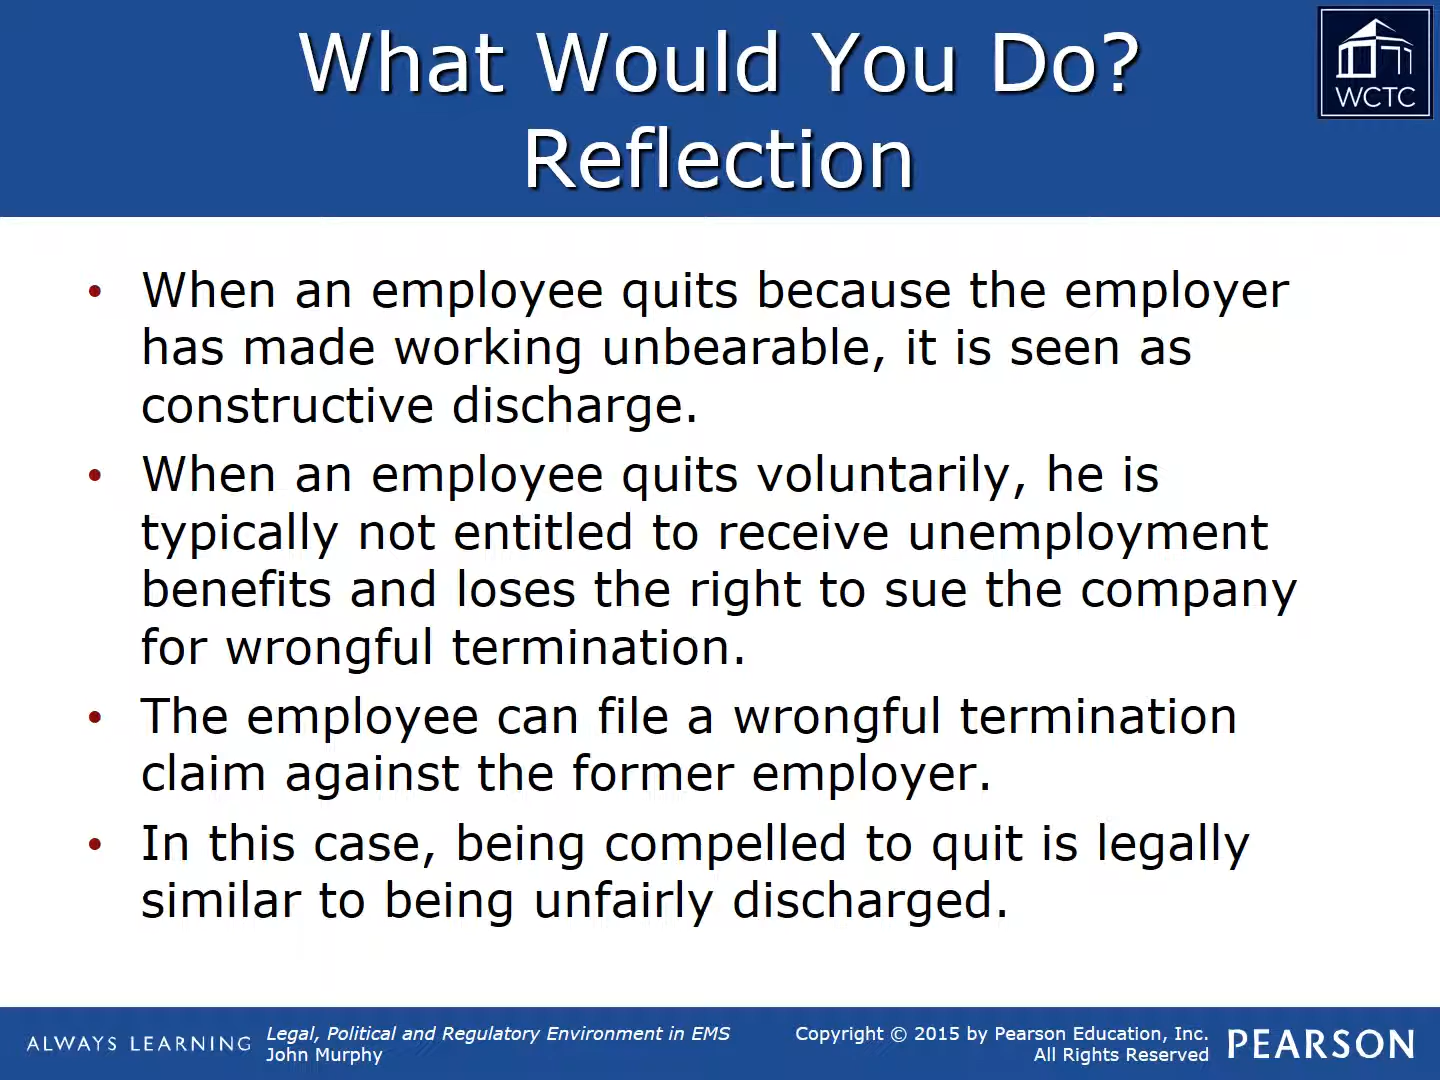 What Would You Do?
Reflection
WCTC
• When an employee quits because the employer
has made working unbearable, it is seen as
constructive discharge.
• When an employee quits voluntarily, he is
typically not entitled to receive unemployment
benefits and loses the right to sue the company
for wrongful termination.
• The employee can file a wrongful termination
claim against the former employer.
• In this case, being compelled to quit is legally
similar to being unfairly discharged.
ALWAYS LEARNING
Legal, Political and Regulatory Environment in EMS
John Murphy
Copyright © 2015 by Pearson Education, Inc.
All Rights Reserved
PEARSON